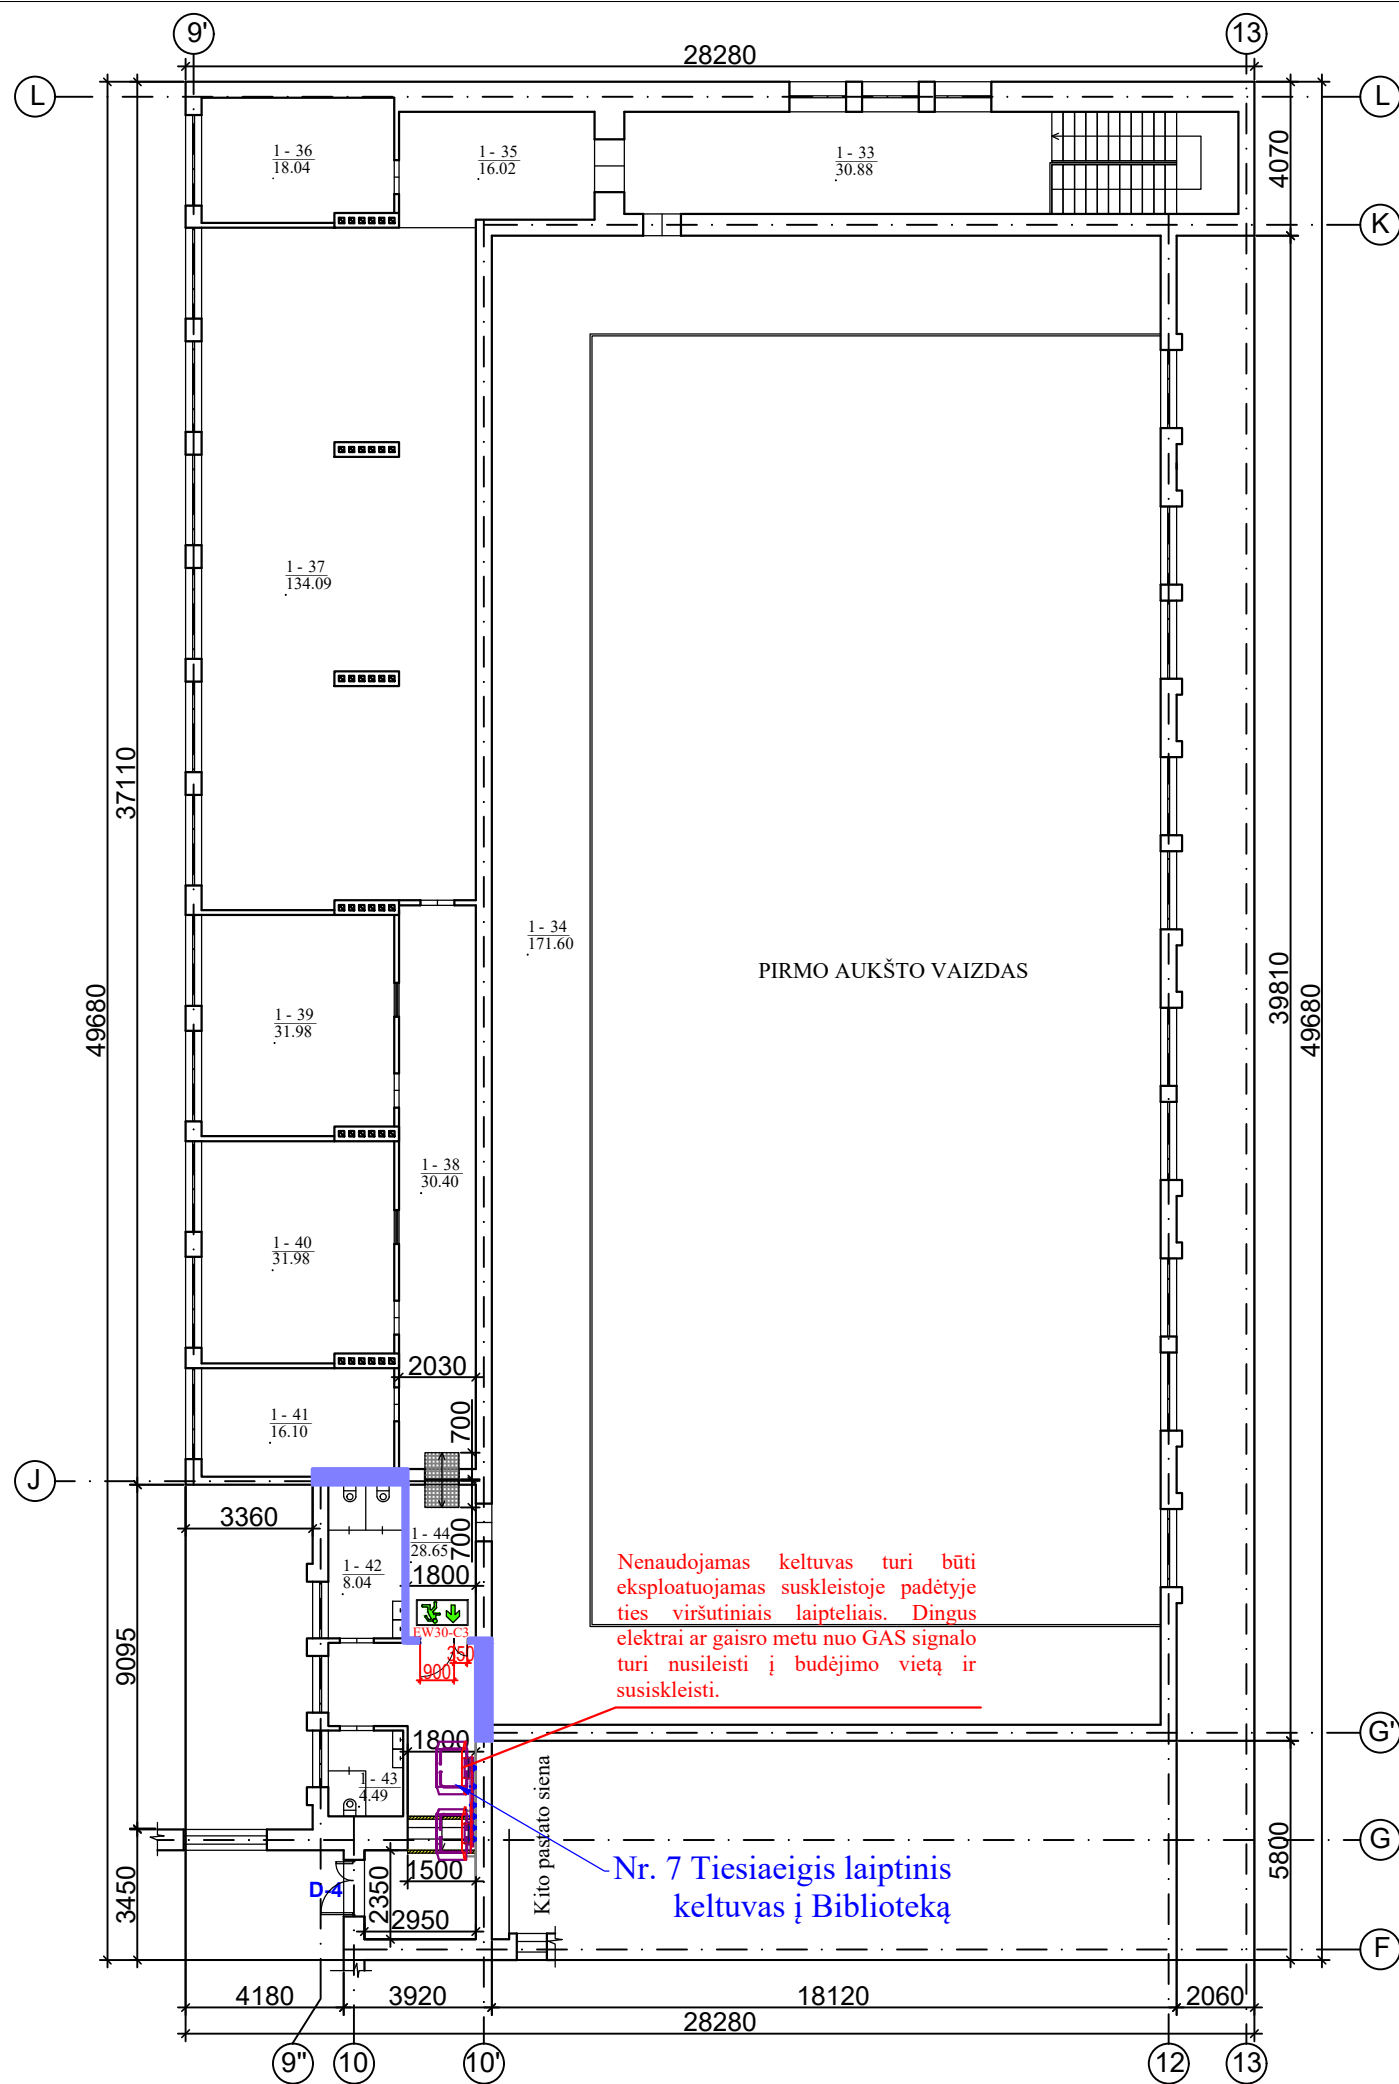 9'
13
28280
L
L
4070
1 - 36
18.04
1 - 35
16.02
1 - 33
30.88
K
1 - 37
134.09
37110
49680
1 - 34
171.60
PIRMO AUKŠTO VAIZDAS
39810
49680
1 - 39
31.98
1 - 38
30.40
1 - 40
31.98
2030
700
1 - 41
16.10
J
3360
1 - 44
28.65
700
1 - 42
8.04
1800
EW30-C3
350
900
9095
Nenaudojamas keltuvas turi būti
eksploatuojamas suskleistoje padėtyje
ties viršutiniais laipteliais. Dingus
elektrai ar gaisro metu nuo GAS signalo
turi nusileisti į budėjimo vietą ir
susiskleisti.
G'
1800
1 - 43
4.49
Kito pastato siena
G
5800
Nr. 7 Tiesiaeigis laiptinis
keltuvas į Biblioteką
1500
D-4
2350
2950
3450
F
4180
3920
18120
2060
28280
9"
10
10'
12
13